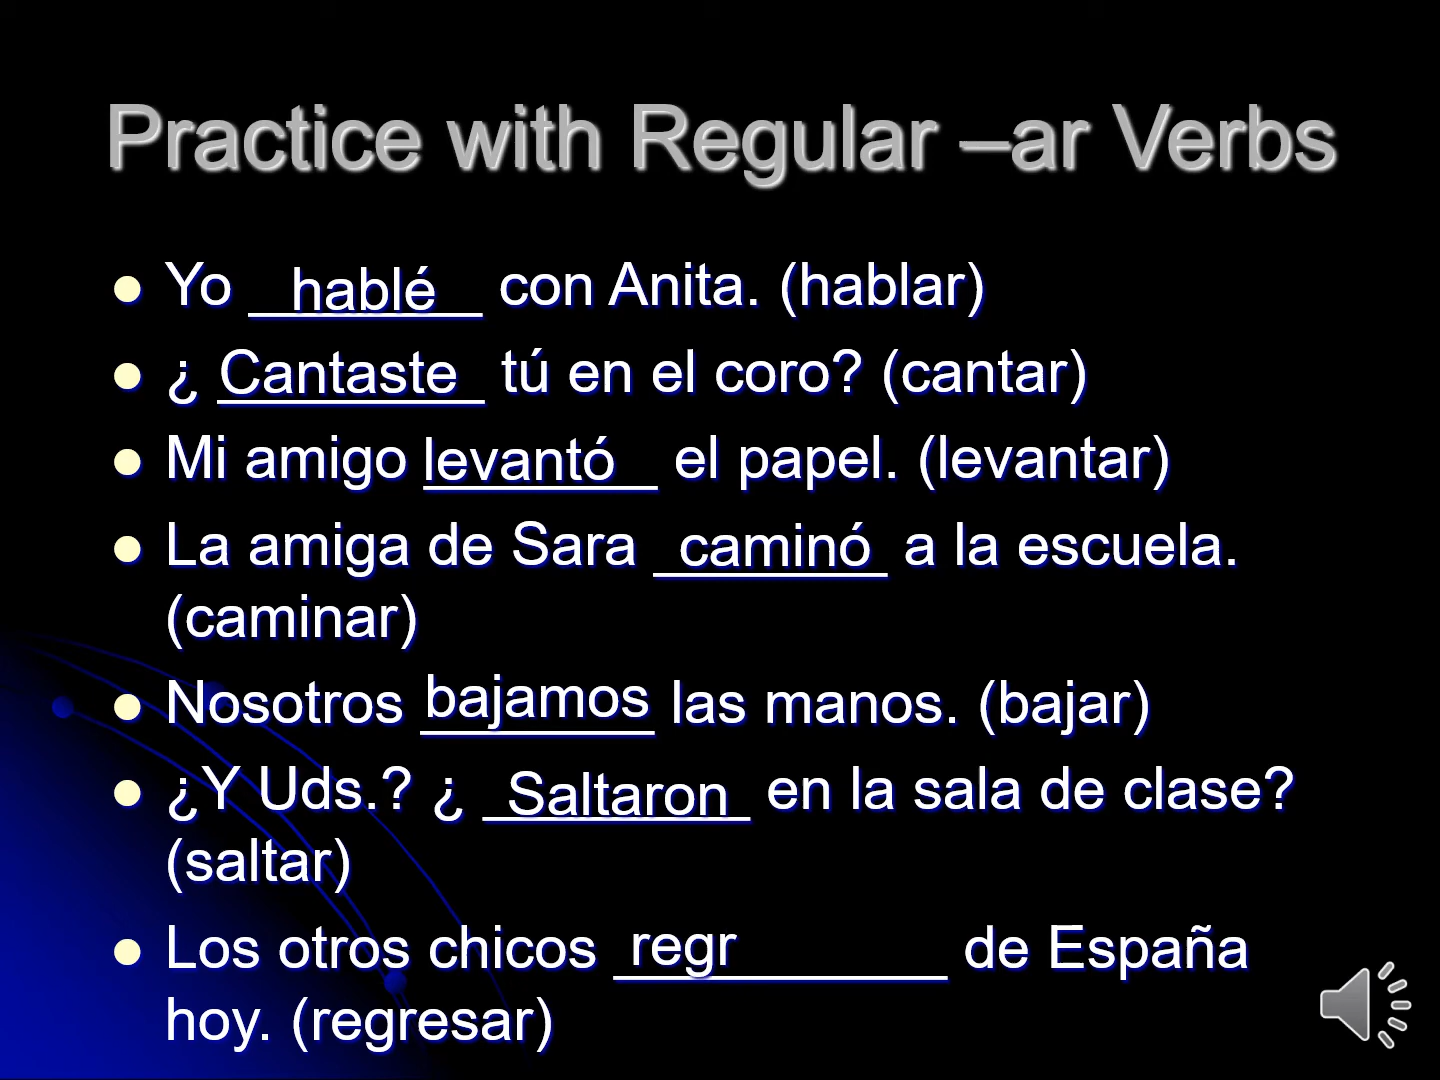 Practice with Regular –ar Verbs
Yo hablé con Anita. (hablar)
¿ Cantaste tú en el coro? (cantar)
Mi amigo levantó el papel. (levantar)
La amiga de Sara caminó a la escuela.
(caminar)
Nosotros bajamos las manos. (bajar)
¿Y Uds.? ¿ Saltaron en la sala de clase?
(saltar)
Los otros chicos regr de España
hoy. (regresar)